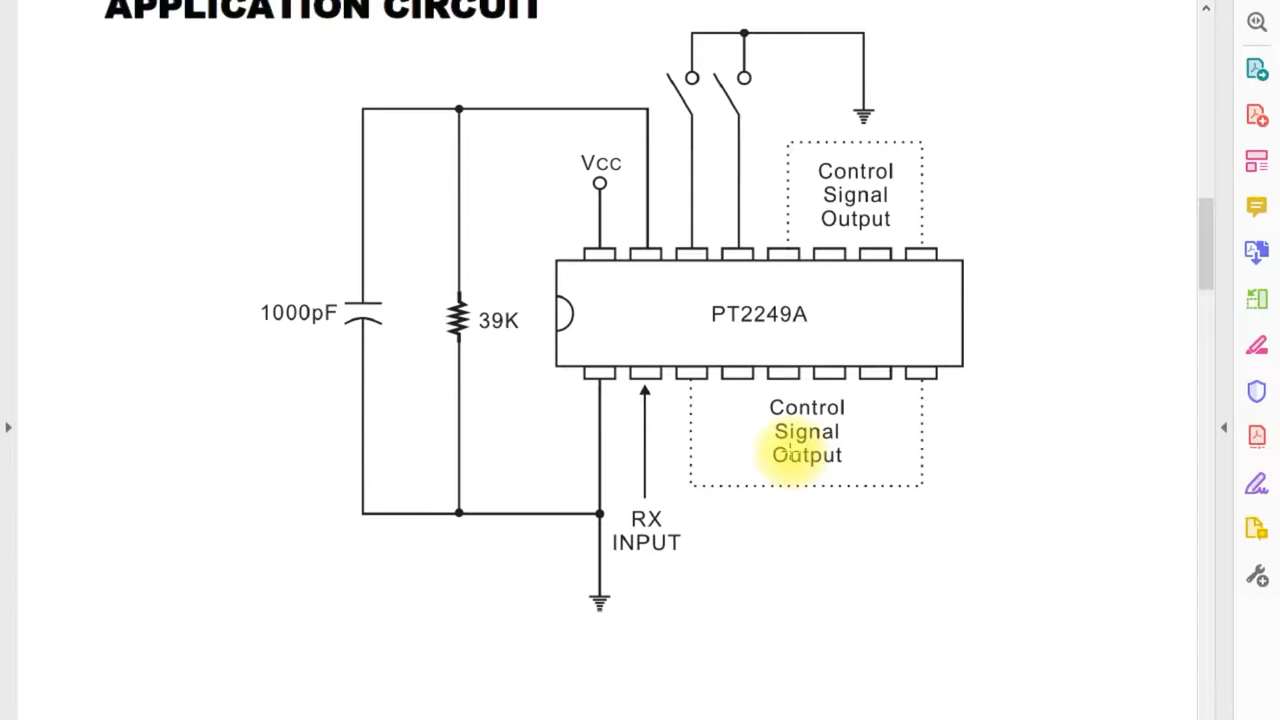 APPLICATION CIRCUIT
Vcc
Control
Signal
Output
1000pF
39K
PT2249A
Control
Signal
Output
RX
INPUT